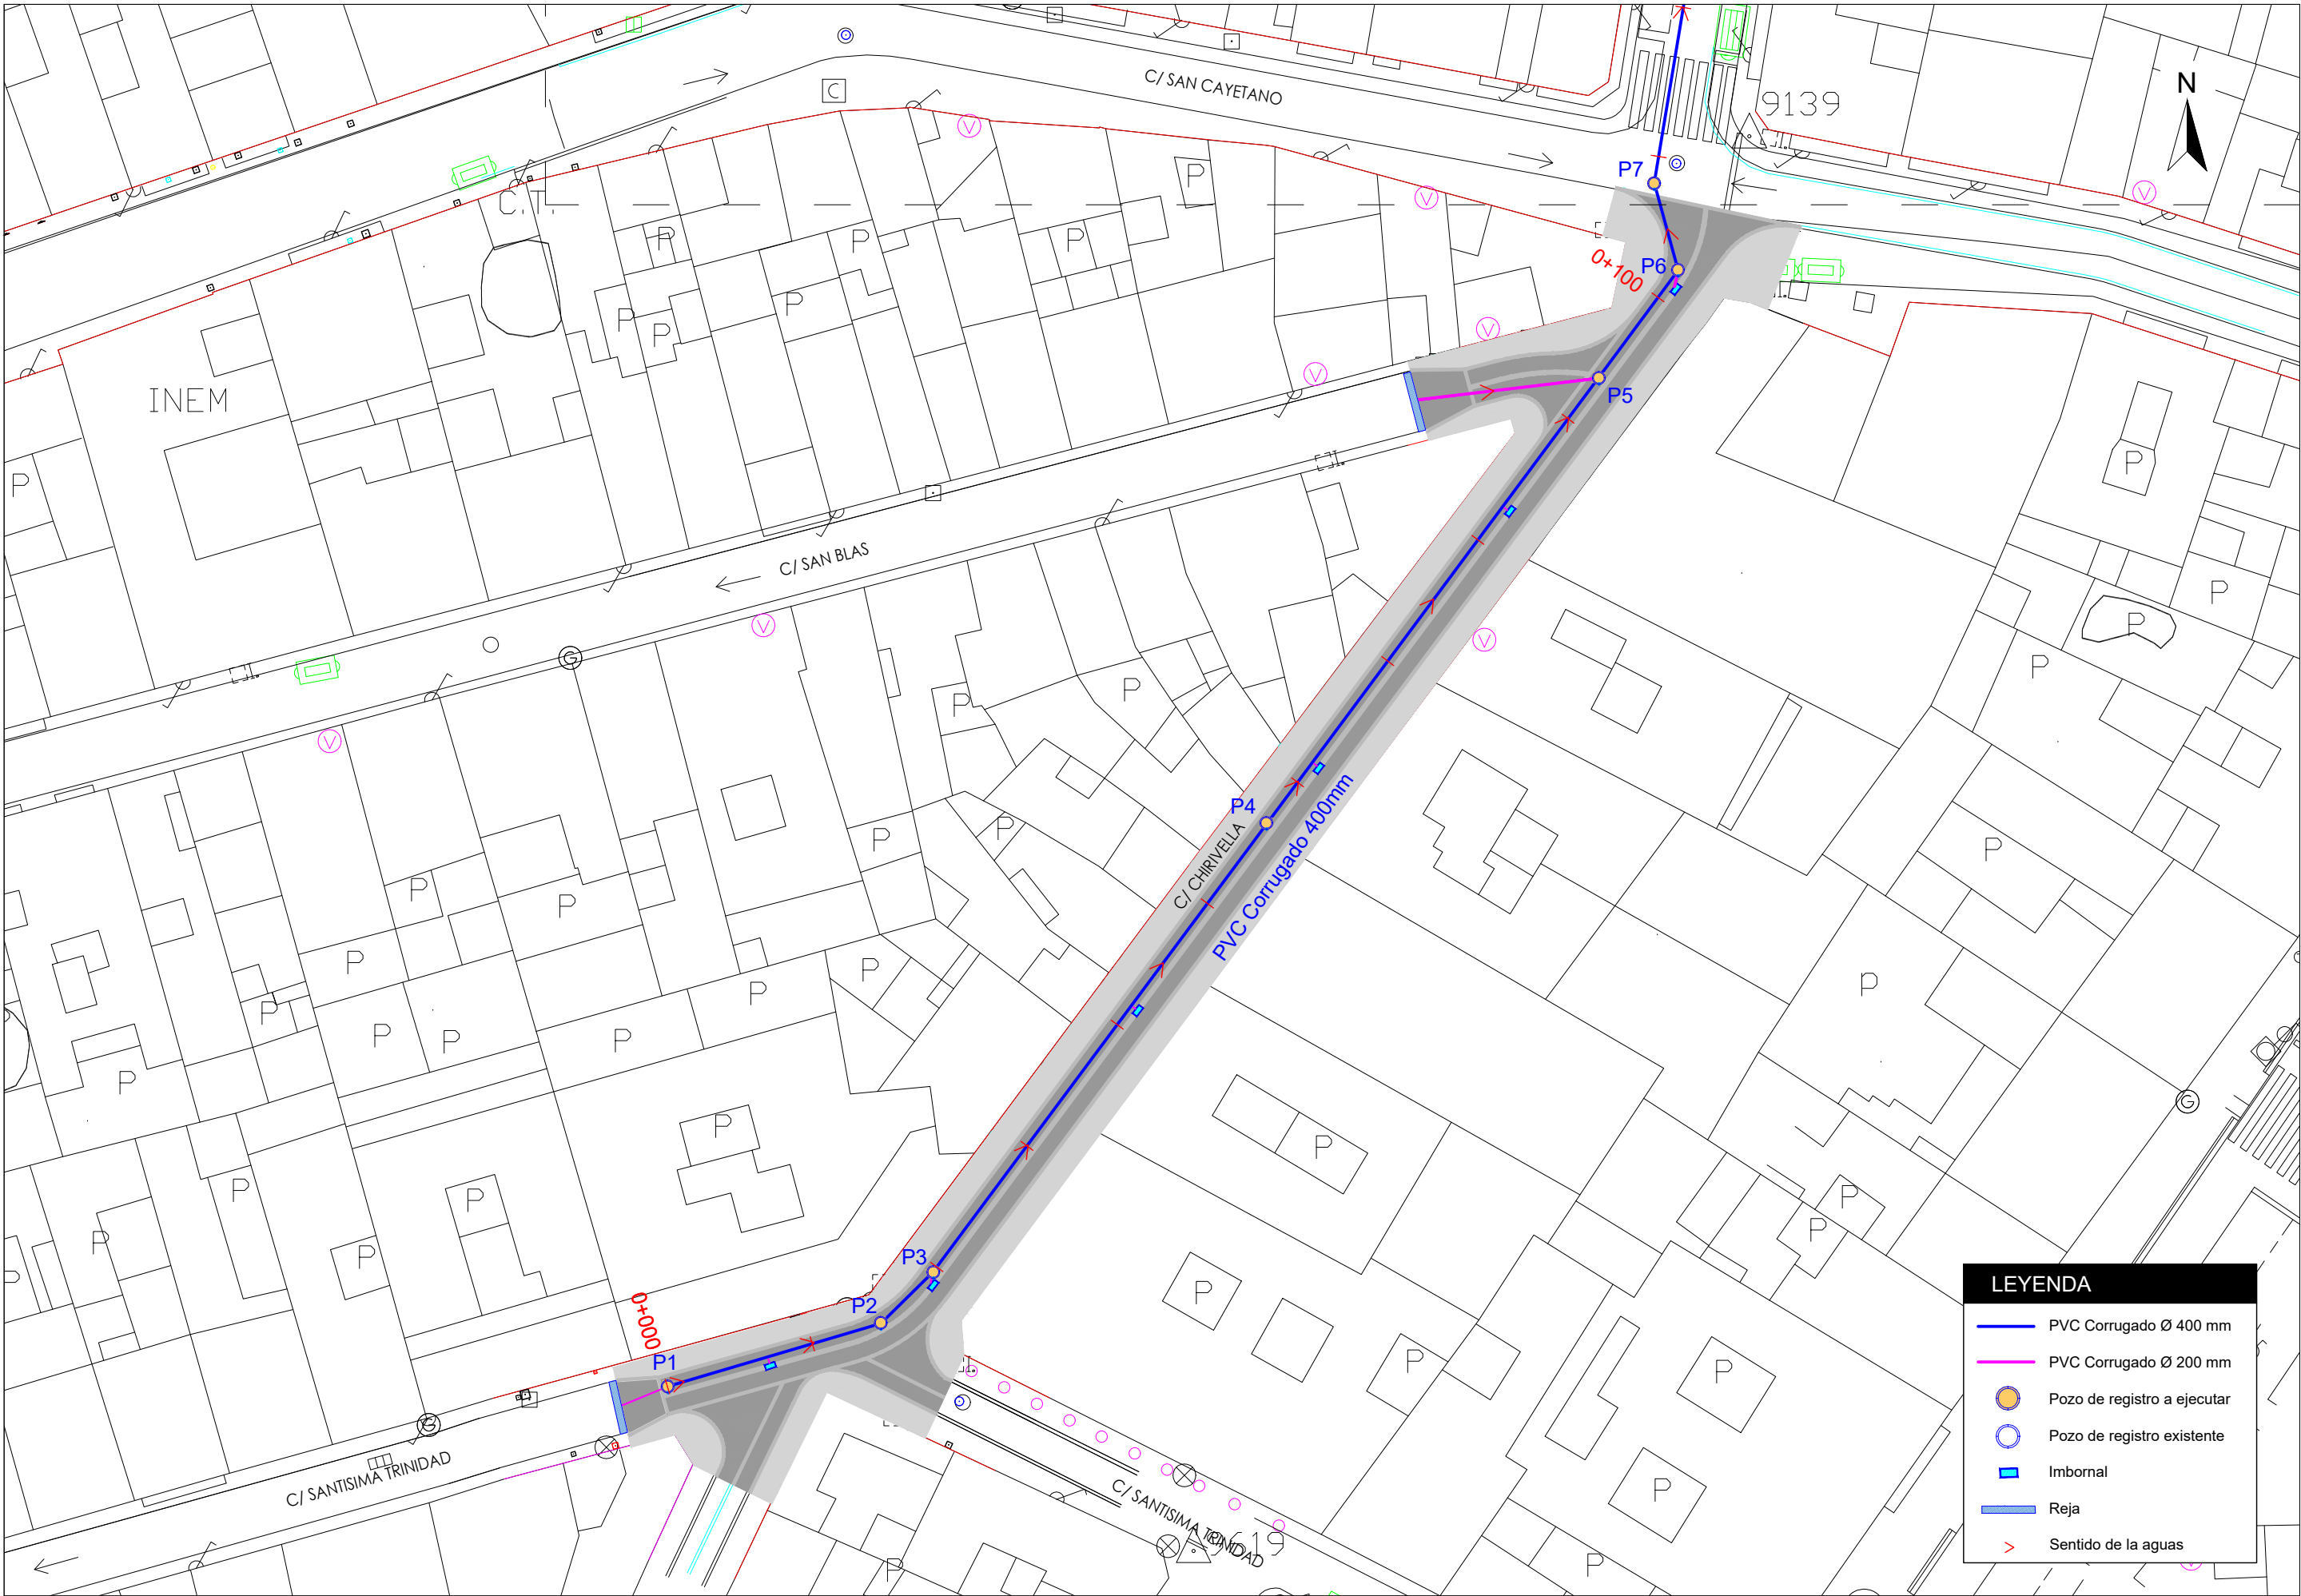 C/ SAN CAYETANO
9139
N
C
C.T.
P7
P6
0+100
INEM
P5
C/ SAN BLAS
G
V
P
P4
C/ CHIRIVELLA
PVC Corrugado 400mm
G
P3
P2
0+000
P1
G
C/ SANTISIMA TRINIDAD
C/ SANTISIMA TRINIDAD
LEYENDA
PVC Corrugado Ø 400 mm
PVC Corrugado Ø 200 mm
Pozo de registro a ejecutar
Pozo de registro existente
Imbornal
Reja
Sentido de la aguas